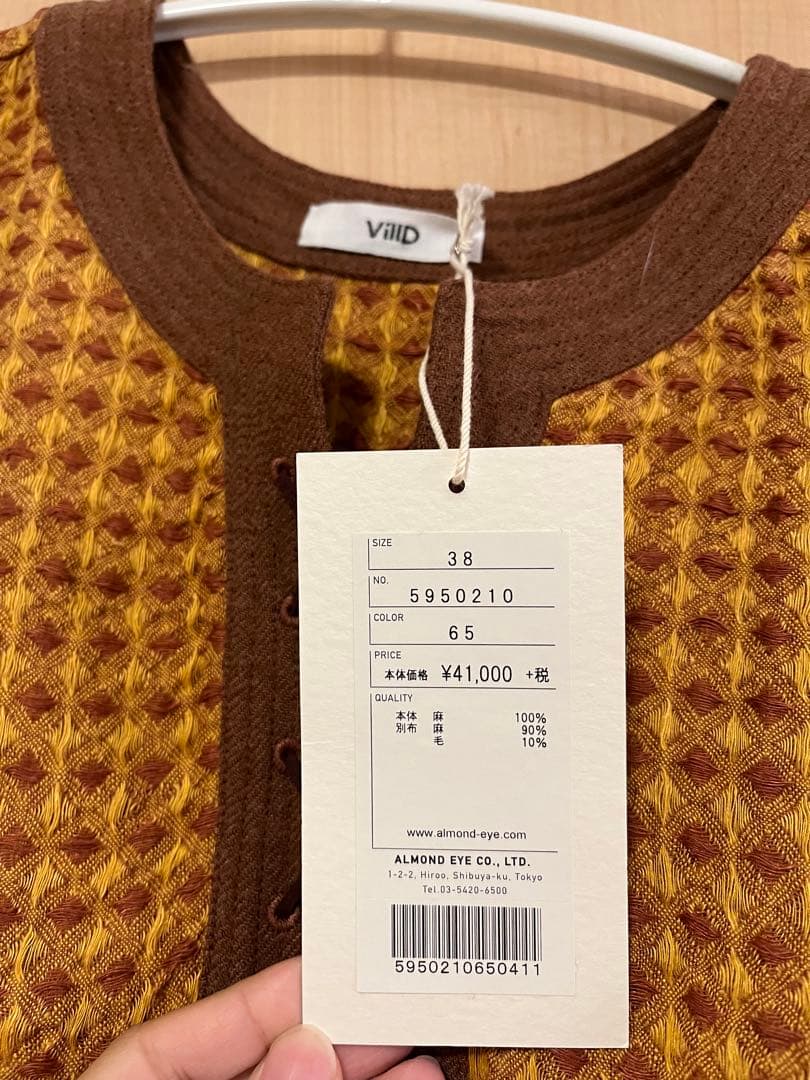 VillD
SIZE
38
NO.
5950210
COLOR
65
PRICE
本体価格 ¥41,000 +税
QUALITY
本体 麻 100%
別布 麻 90%
毛 10%
www.almond-eye.com
ALMOND EYE CO., LTD.
1-2-2, Hiroo, Shibuya-ku, Tokyo
Tel.03-5420-6500
5950210650411